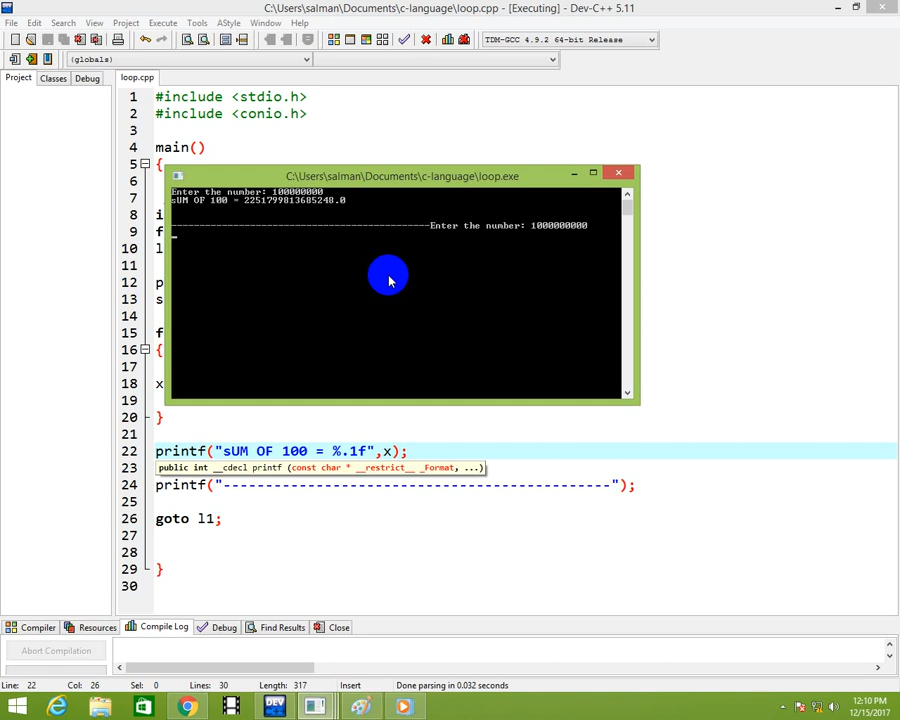 C:\Users\salman\Documents\c-language\loop.cpp - [Executing] - Dev-C++ 5.11
File Edit Search View Project Execute Tools AStyle Window Help
TDM-GCC 4.9.2 64-bit Release
(globals)
Project Classes Debug loop.cpp
1 #include <stdio.h>
2 #include <conio.h>
3
4 main()
5 {
6
7
8 i
9 f
10 l
11
12 p
13 s
14
15 f
16 {
17
18 x
19
20 }
21
C:\Users\salman\Documents\c-language\loop.exe
Enter the number: 100000000
sUM OF 100 = 2251799813685248.0
---------------------------------------------Enter the number: 1000000000
22 printf("sUM OF 100 = %.1f",x);
23 public int __cdecl printf (const char * __restrict__ _Format, ...)
24 printf("---------------------------------------------");
25
26 goto l1;
27
28
29 }
30
Compiler Resources Compile Log Debug Find Results Close
Abort Compilation
Line: 22 Col: 26 Sel: 0 Lines: 30 Length: 317 Insert Done parsing in 0.032 seconds
DEV
12:10 PM
12/15/2017